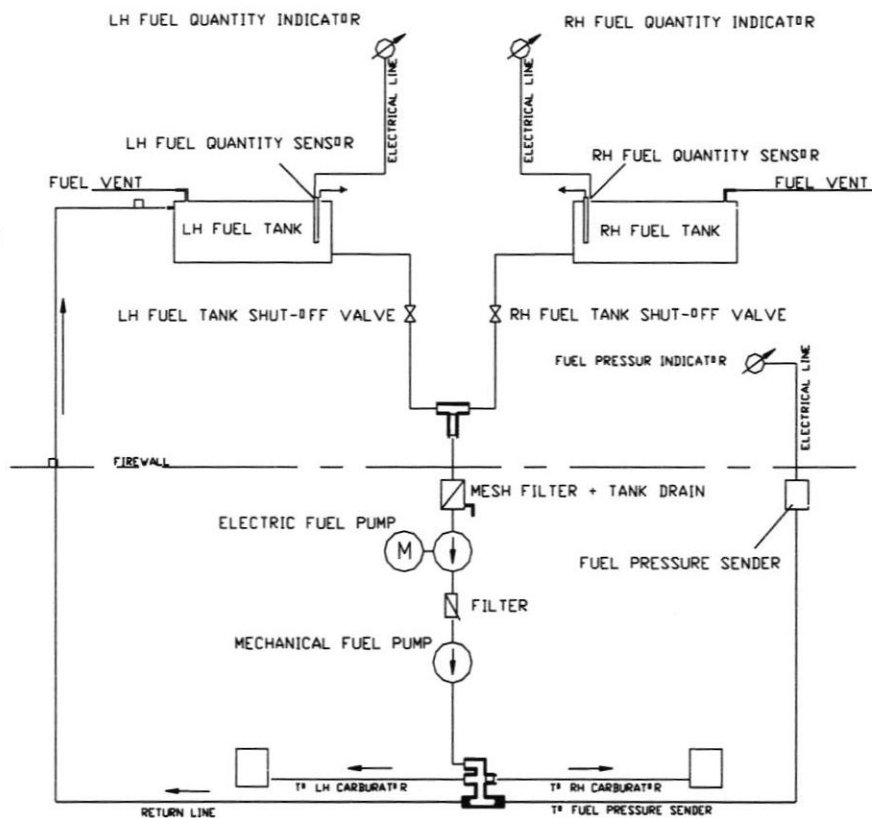 LH FUEL QUANTITY INDICATOR
RH FUEL QUANTITY INDICATOR
ELECTRICAL LINE
ELECTRICAL LINE
LH FUEL QUANTITY SENSOR
RH FUEL QUANTITY SENSOR
FUEL VENT
FUEL VENT
LH FUEL TANK
RH FUEL TANK
LH FUEL TANK SHUT-OFF VALVE
RH FUEL TANK SHUT-OFF VALVE
FUEL PRESSUR INDICATOR
ELECTRICAL LINE
FIREWALL
MESH FILTER + TANK DRAIN
ELECTRIC FUEL PUMP
M
FUEL PRESSURE SENDER
FILTER
MECHANICAL FUEL PUMP
TO LH CARBURATOR
TO RH CARBURATOR
RETURN LINE
TO FUEL PRESSURE SENDER